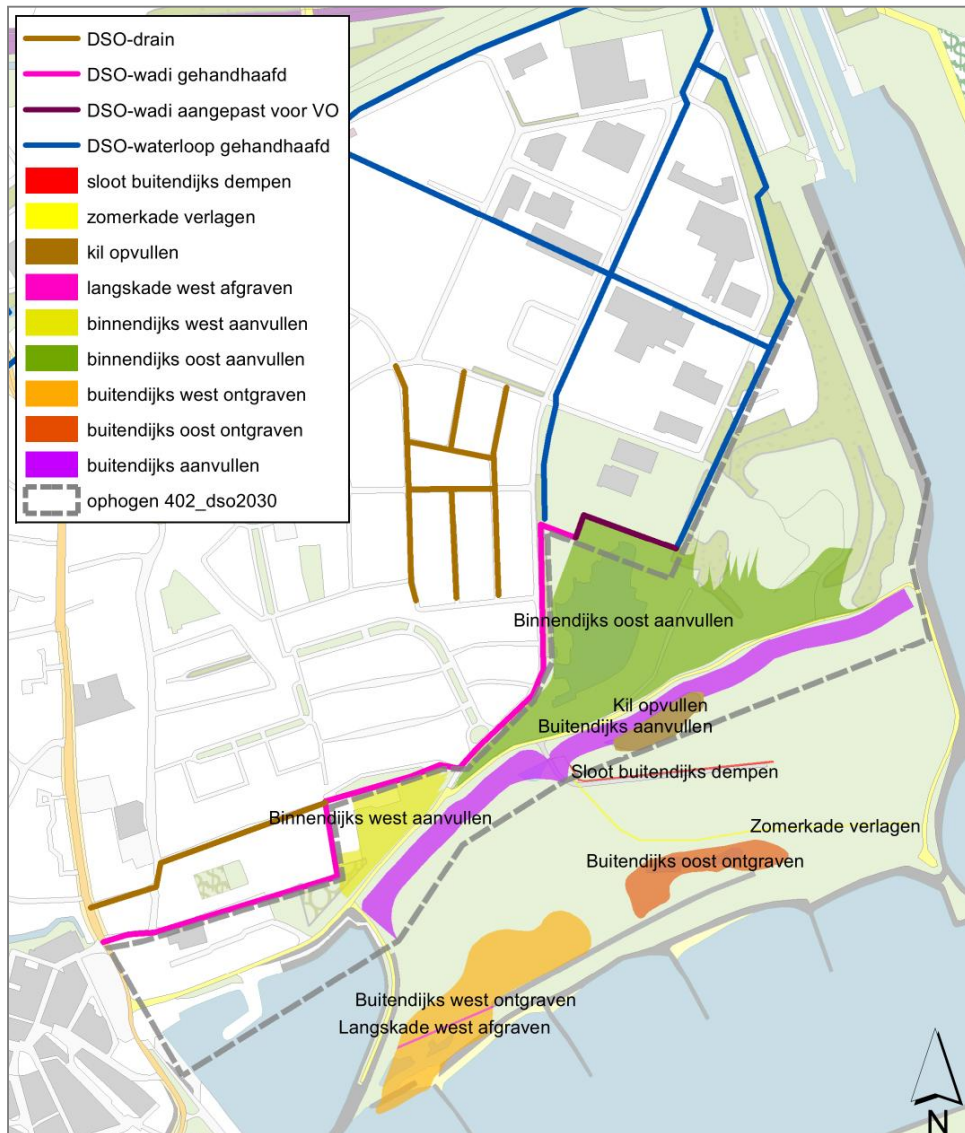 DSO-drain
DSO-wadi gehandhaafd
DSO-wadi aangepast voor VO
DSO-waterloop gehandhaafd
sloot buitendijks dempen
zomerkade verlagen
kil opvullen
langskade west afgraven
binnendijks west aanvullen
binnendijks oost aanvullen
buitendijks west ontgraven
buitendijks oost ontgraven
buitendijks aanvullen
ophogen 402_dso2030
Binnendijks oost aanvullen
Kil opvullen
Buitendijks aanvullen
Sloot buitendijks dempen
Binnendijks west aanvullen
Zomerkade verlagen
Buitendijks oost ontgraven
Buitendijks west ontgraven
Langskade west afgraven
N